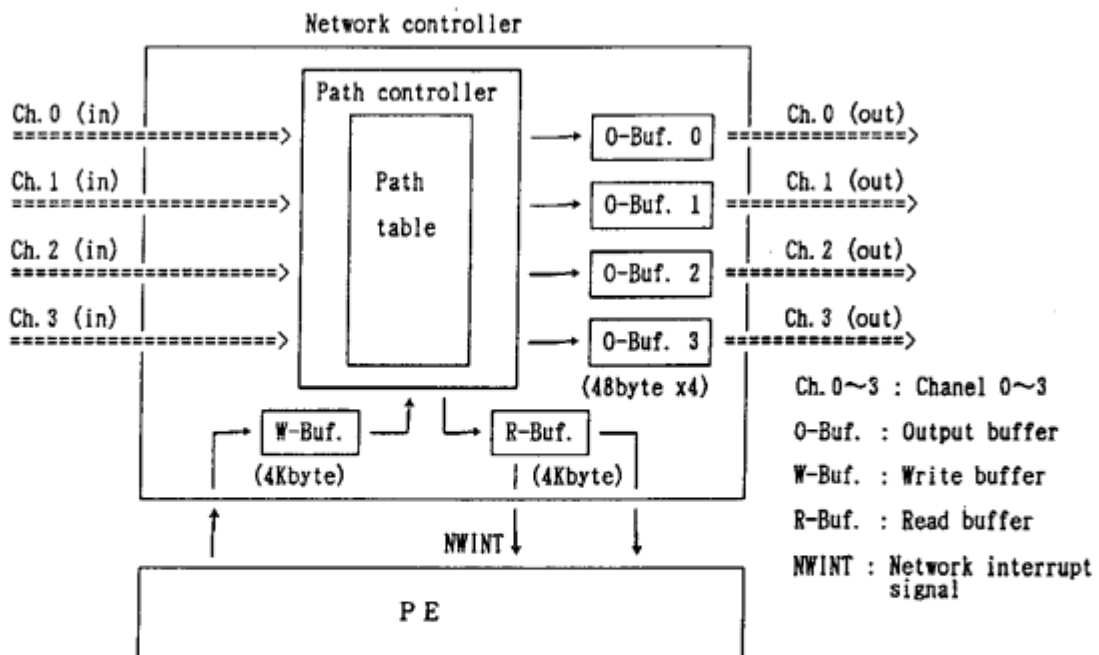 Network controller
Path controller
Path
table
Ch.0 (in)
Ch.1 (in)
Ch.2 (in)
Ch.3 (in)
O-Buf. 0
O-Buf. 1
O-Buf. 2
O-Buf. 3
(48byte x4)
Ch.0 (out)
Ch.1 (out)
Ch.2 (out)
Ch.3 (out)
W-Buf.
(4Kbyte)
R-Buf.
(4Kbyte)
NWINT
PE
Ch.0~3 : Chanel 0~3
O-Buf. : Output buffer
W-Buf. : Write buffer
R-Buf. : Read buffer
NWINT : Network interrupt
signal